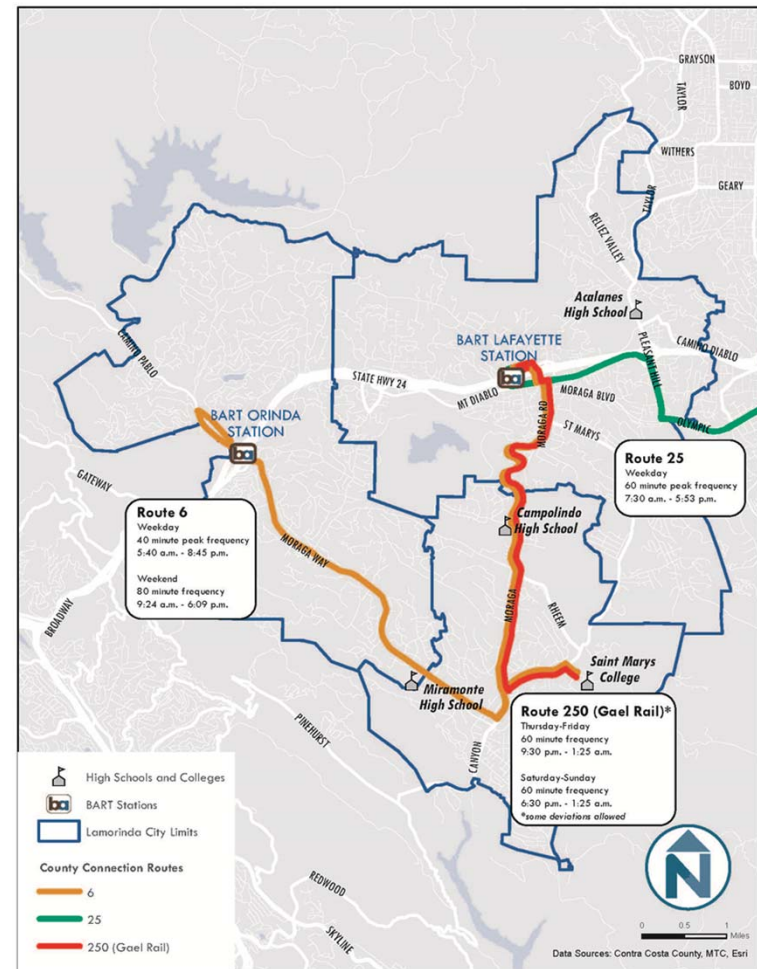 GRAYSON
BOYD
TAYLOR
WITHERS
GEARY
TAYLOR
RELIEZ VALLEY
Acalanes
High School
PLEASANT HILL
CAMINO DIABLO
BART LAFAYETTE
STATION
ba
STATE HWY 24
MT DIABLO
MORAGA BLVD
MORAGA RD
ST MARYS
OLYMPIC
CAMINO PABLO
BART ORINDA
STATION
ba
GATEWAY
Route 25
Weekday
60 minute peak frequency
7:30 a.m. - 5:53 p.m.
Route 6
Weekday
40 minute peak frequency
5:40 a.m. - 8:45 p.m.
Weekend
80 minute frequency
9:24 a.m. - 6:09 p.m.
Campolindo
High School
MORAGA WAY
BROADWAY
MORAGA
RHEEM
Saint Marys
College
Miramonte
High School
PINEHURST
CANYON
Route 250 (Gael Rail)*
Thursday-Friday
60 minute frequency
9:30 p.m. - 1:25 a.m.
Saturday-Sunday
60 minute frequency
6:30 p.m. - 1:25 a.m.
*some deviations allowed
High Schools and Colleges
ba
BART Stations
Lamorinda City Limits
County Connection Routes
6
25
250 (Gael Rail)
REDWOOD
SKYLINE
N
0 0.5 1
Miles
Data Sources: Contra Costa County, MTC, Esri